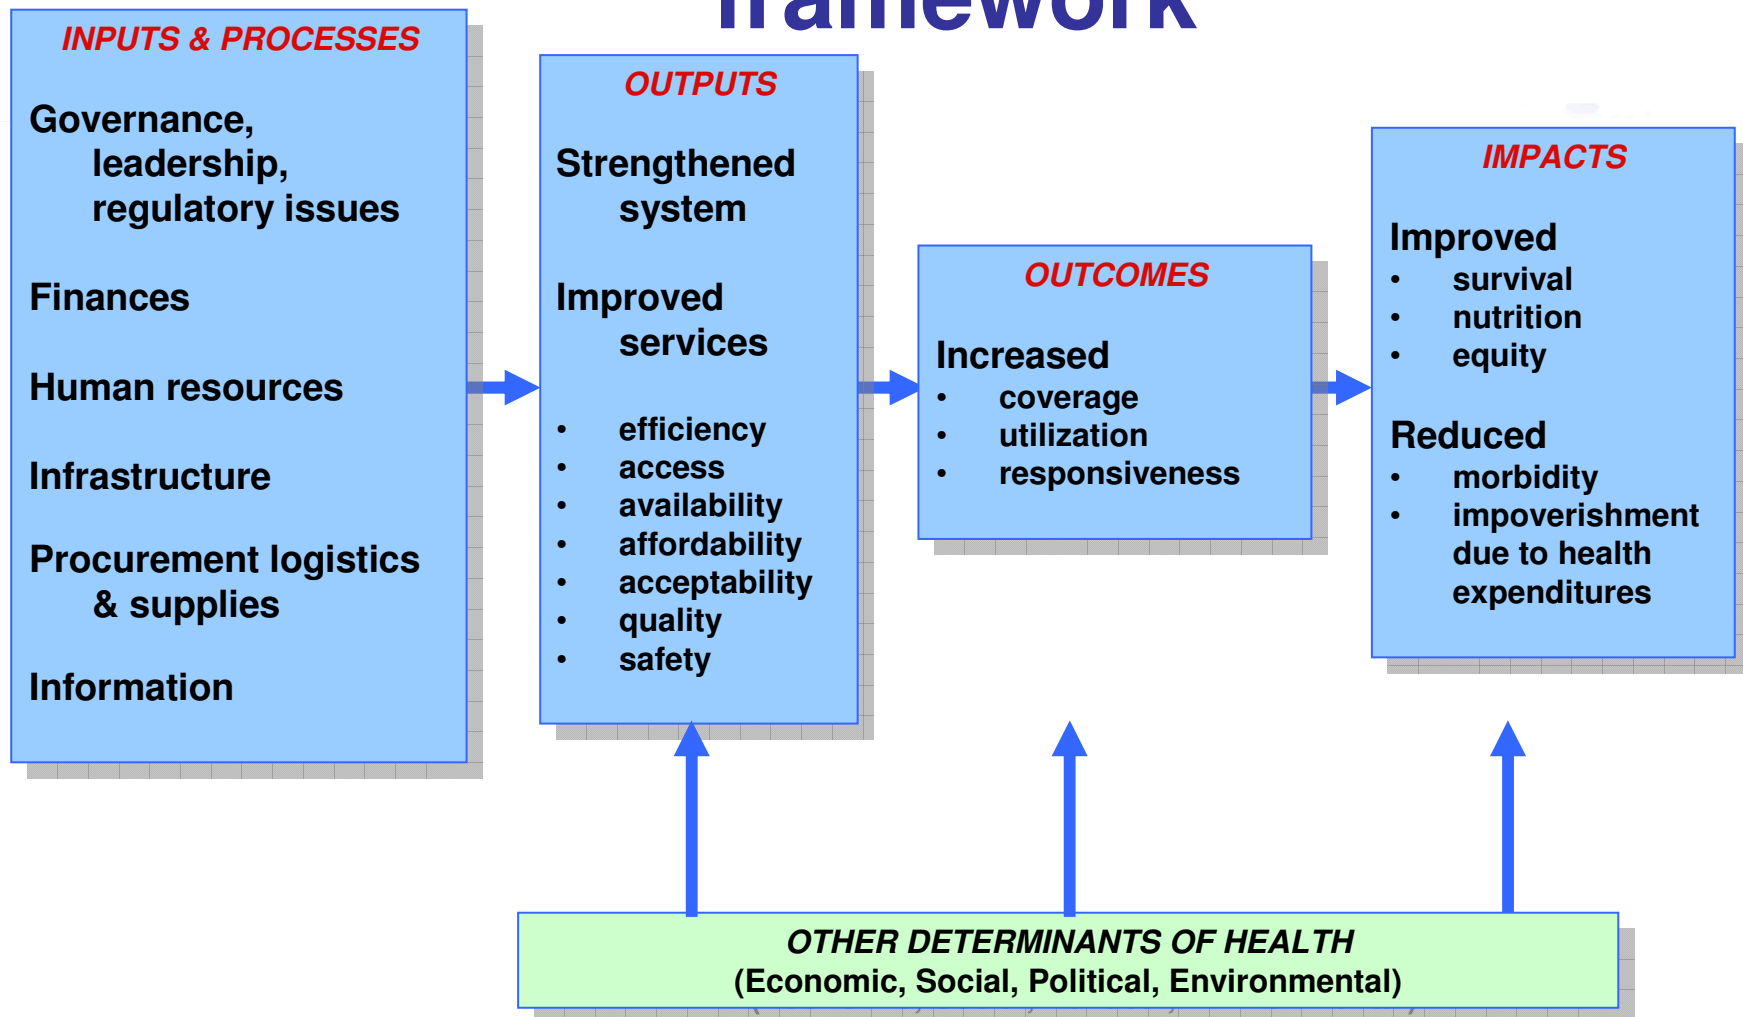 framework
INPUTS & PROCESSES
Governance,
leadership,
regulatory issues
Finances
Human resources
Infrastructure
Procurement logistics
& supplies
Information
OUTPUTS
Strengthened
system
Improved
services
• efficiency
• access
• availability
• affordability
• acceptability
• quality
• safety
OUTCOMES
Increased
• coverage
• utilization
• responsiveness
IMPACTS
Improved
• survival
• nutrition
• equity
Reduced
• morbidity
• impoverishment
due to health
expenditures
OTHER DETERMINANTS OF HEALTH
(Economic, Social, Political, Environmental)